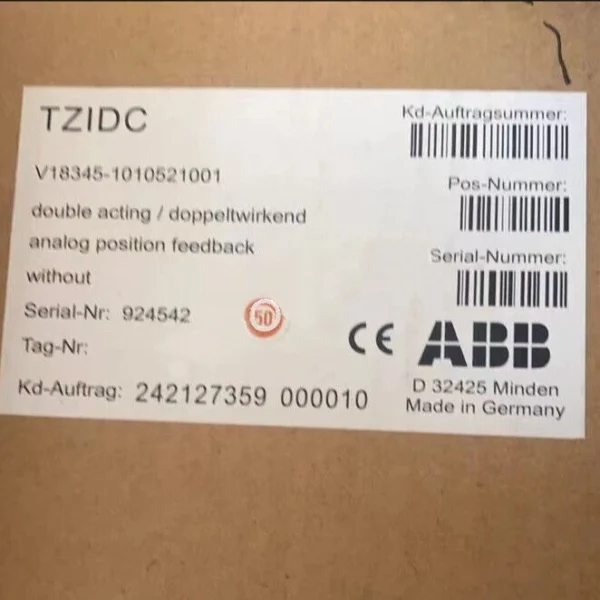 TZIDC
V18345-1010521001
double acting / doppeltwirkend
analog position feedback
without
Serial-Nr: 924542
Tag-Nr:
Kd-Auftrag: 242127359 000010
50
Kd-Auftragsummer:
Pos-Nummer:
Serial-Nummer:
CE ABB
D 32425 Minden
Made in Germany